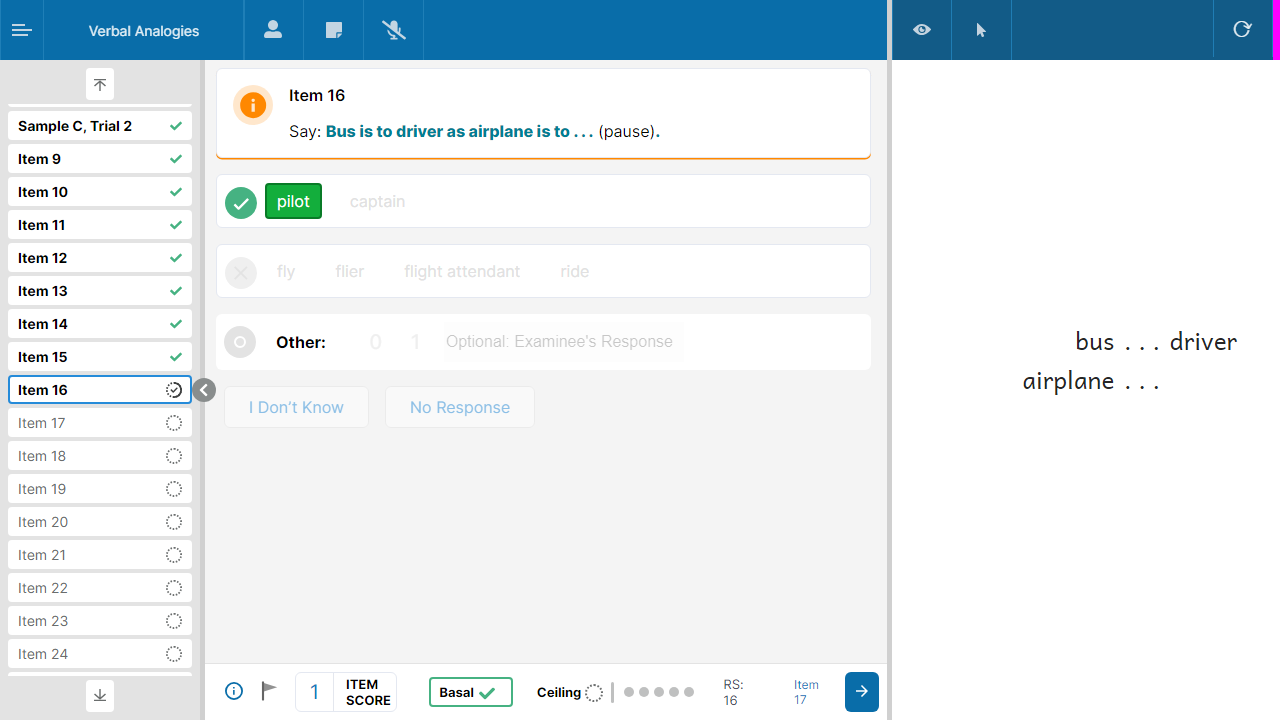 Verbal Analogies
Sample C, Trial 2
Item 9
Item 10
Item 11
Item 12
Item 13
Item 14
Item 15
Item 16
Item 17
Item 18
Item 19
Item 20
Item 21
Item 22
Item 23
Item 24
Item 16
Say: Bus is to driver as airplane is to . . . (pause).
pilot captain
fly flier flight attendant ride
Other: 0 1 Optional: Examinee's Response
I Don't Know No Response
1 ITEM SCORE
Basal
Ceiling
RS: 16
Item 17
bus . . . driver
airplane . . .